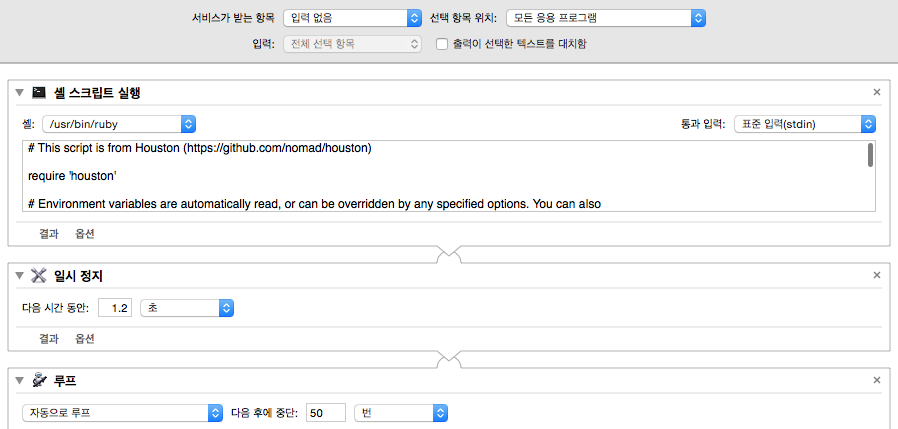 서비스가 받는 항목 입력 없음 선택 항목 위치: 모든 응용 프로그램
입력: 전체 선택 항목 출력이 선택한 텍스트를 대치함
셸 스크립트 실행
셸: /usr/bin/ruby 통과 입력: 표준 입력(stdin)
# This script is from Houston (https://github.com/nomad/houston)
require 'houston'
# Environment variables are automatically read, or can be overridden by any specified options. You can also
결과 옵션
일시 정지
다음 시간 동안: 1.2 초
결과 옵션
루프
자동으로 루프 다음 후에 중단: 50 번